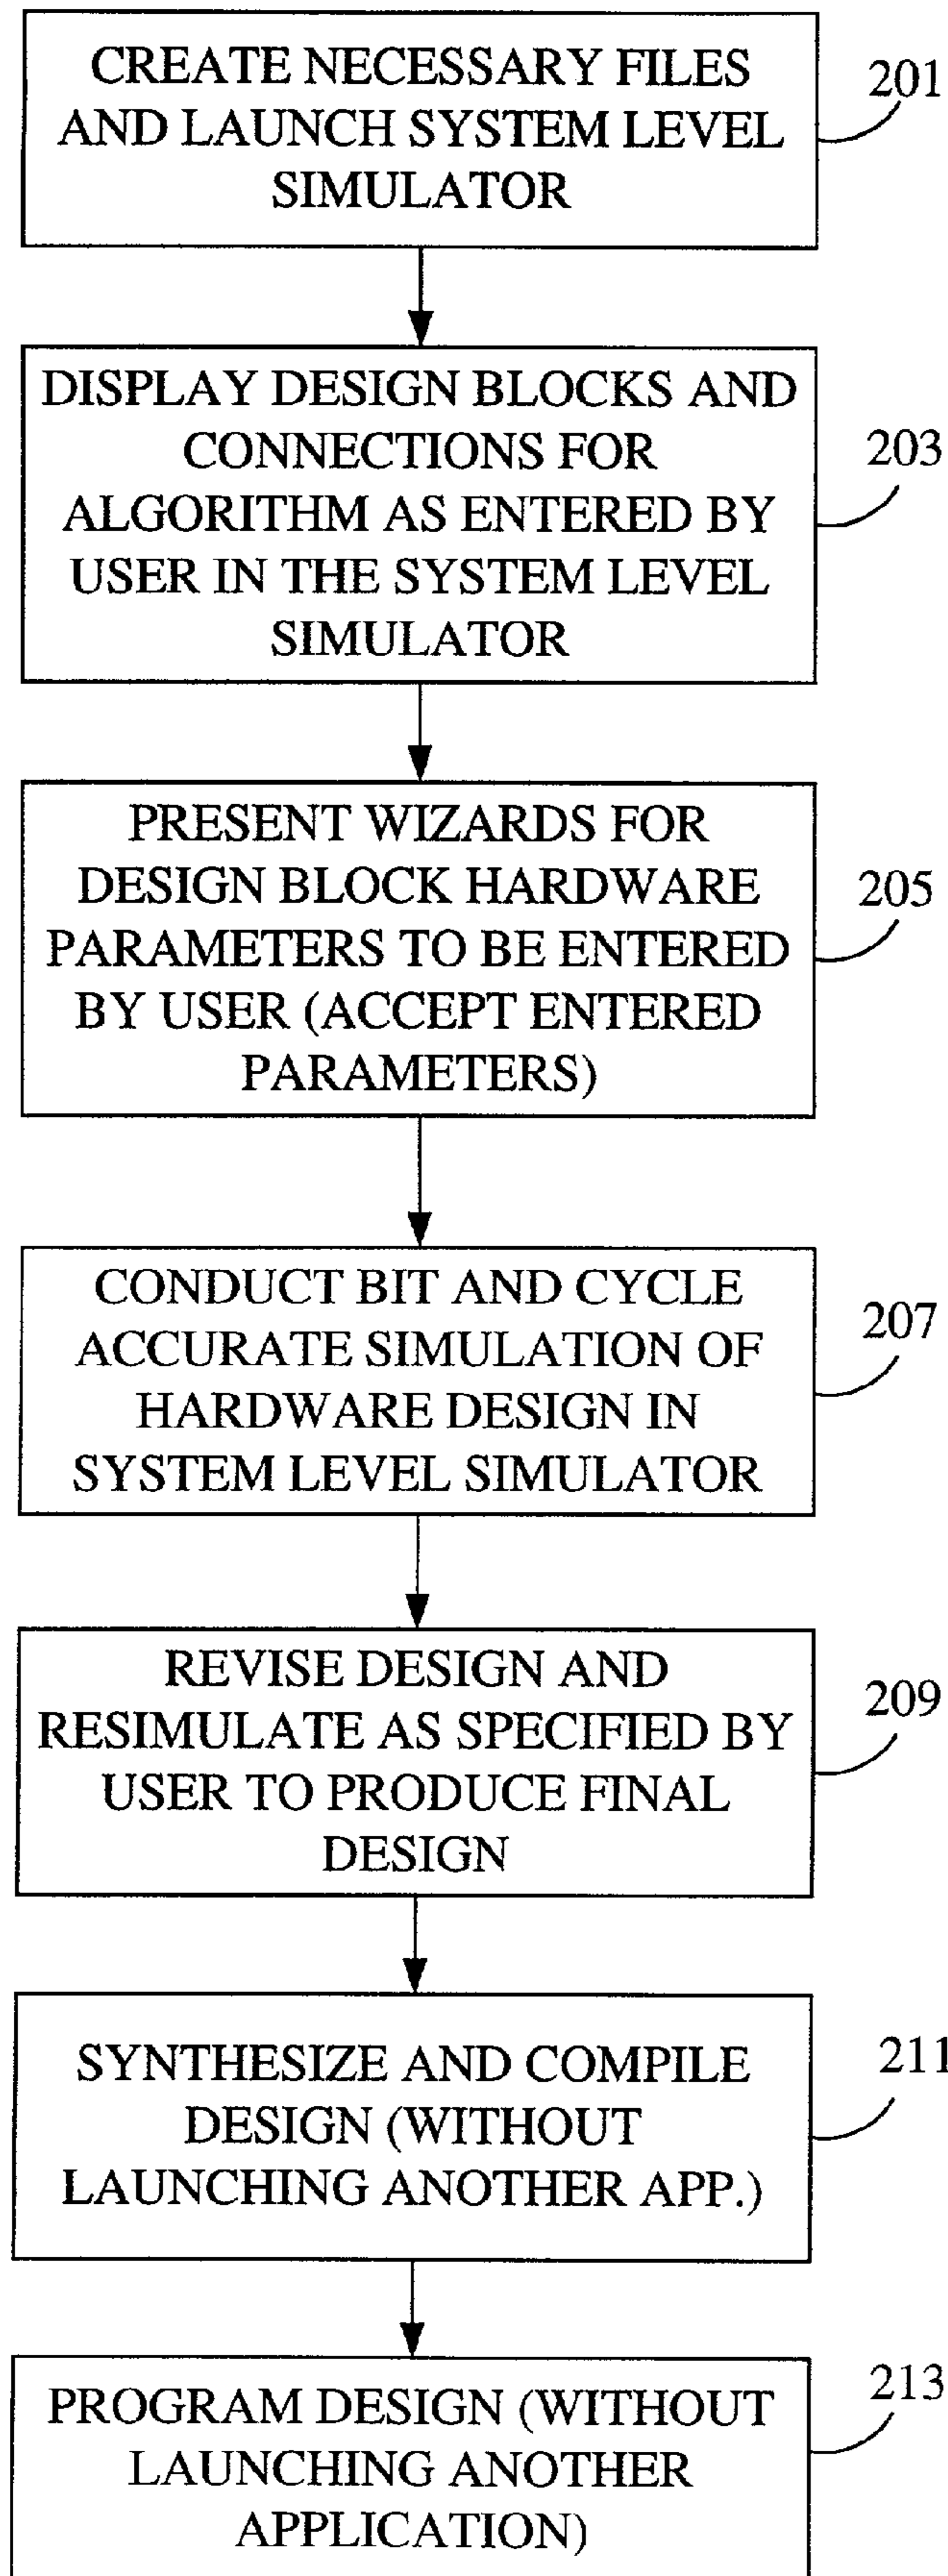 CREATE NECESSARY FILES
AND LAUNCH SYSTEM LEVEL
SIMULATOR
201
DISPLAY DESIGN BLOCKS AND
CONNECTIONS FOR
ALGORITHM AS ENTERED BY
USER IN THE SYSTEM LEVEL
SIMULATOR
203
PRESENT WIZARDS FOR
DESIGN BLOCK HARDWARE
PARAMETERS TO BE ENTERED
BY USER (ACCEPT ENTERED
PARAMETERS)
205
CONDUCT BIT AND CYCLE
ACCURATE SIMULATION OF
HARDWARE DESIGN IN
SYSTEM LEVEL SIMULATOR
207
REVISE DESIGN AND
RESIMULATE AS SPECIFIED BY
USER TO PRODUCE FINAL
DESIGN
209
SYNTHESIZE AND COMPILE
DESIGN (WITHOUT
LAUNCHING ANOTHER APP.)
211
PROGRAM DESIGN (WITHOUT
LAUNCHING ANOTHER
APPLICATION)
213